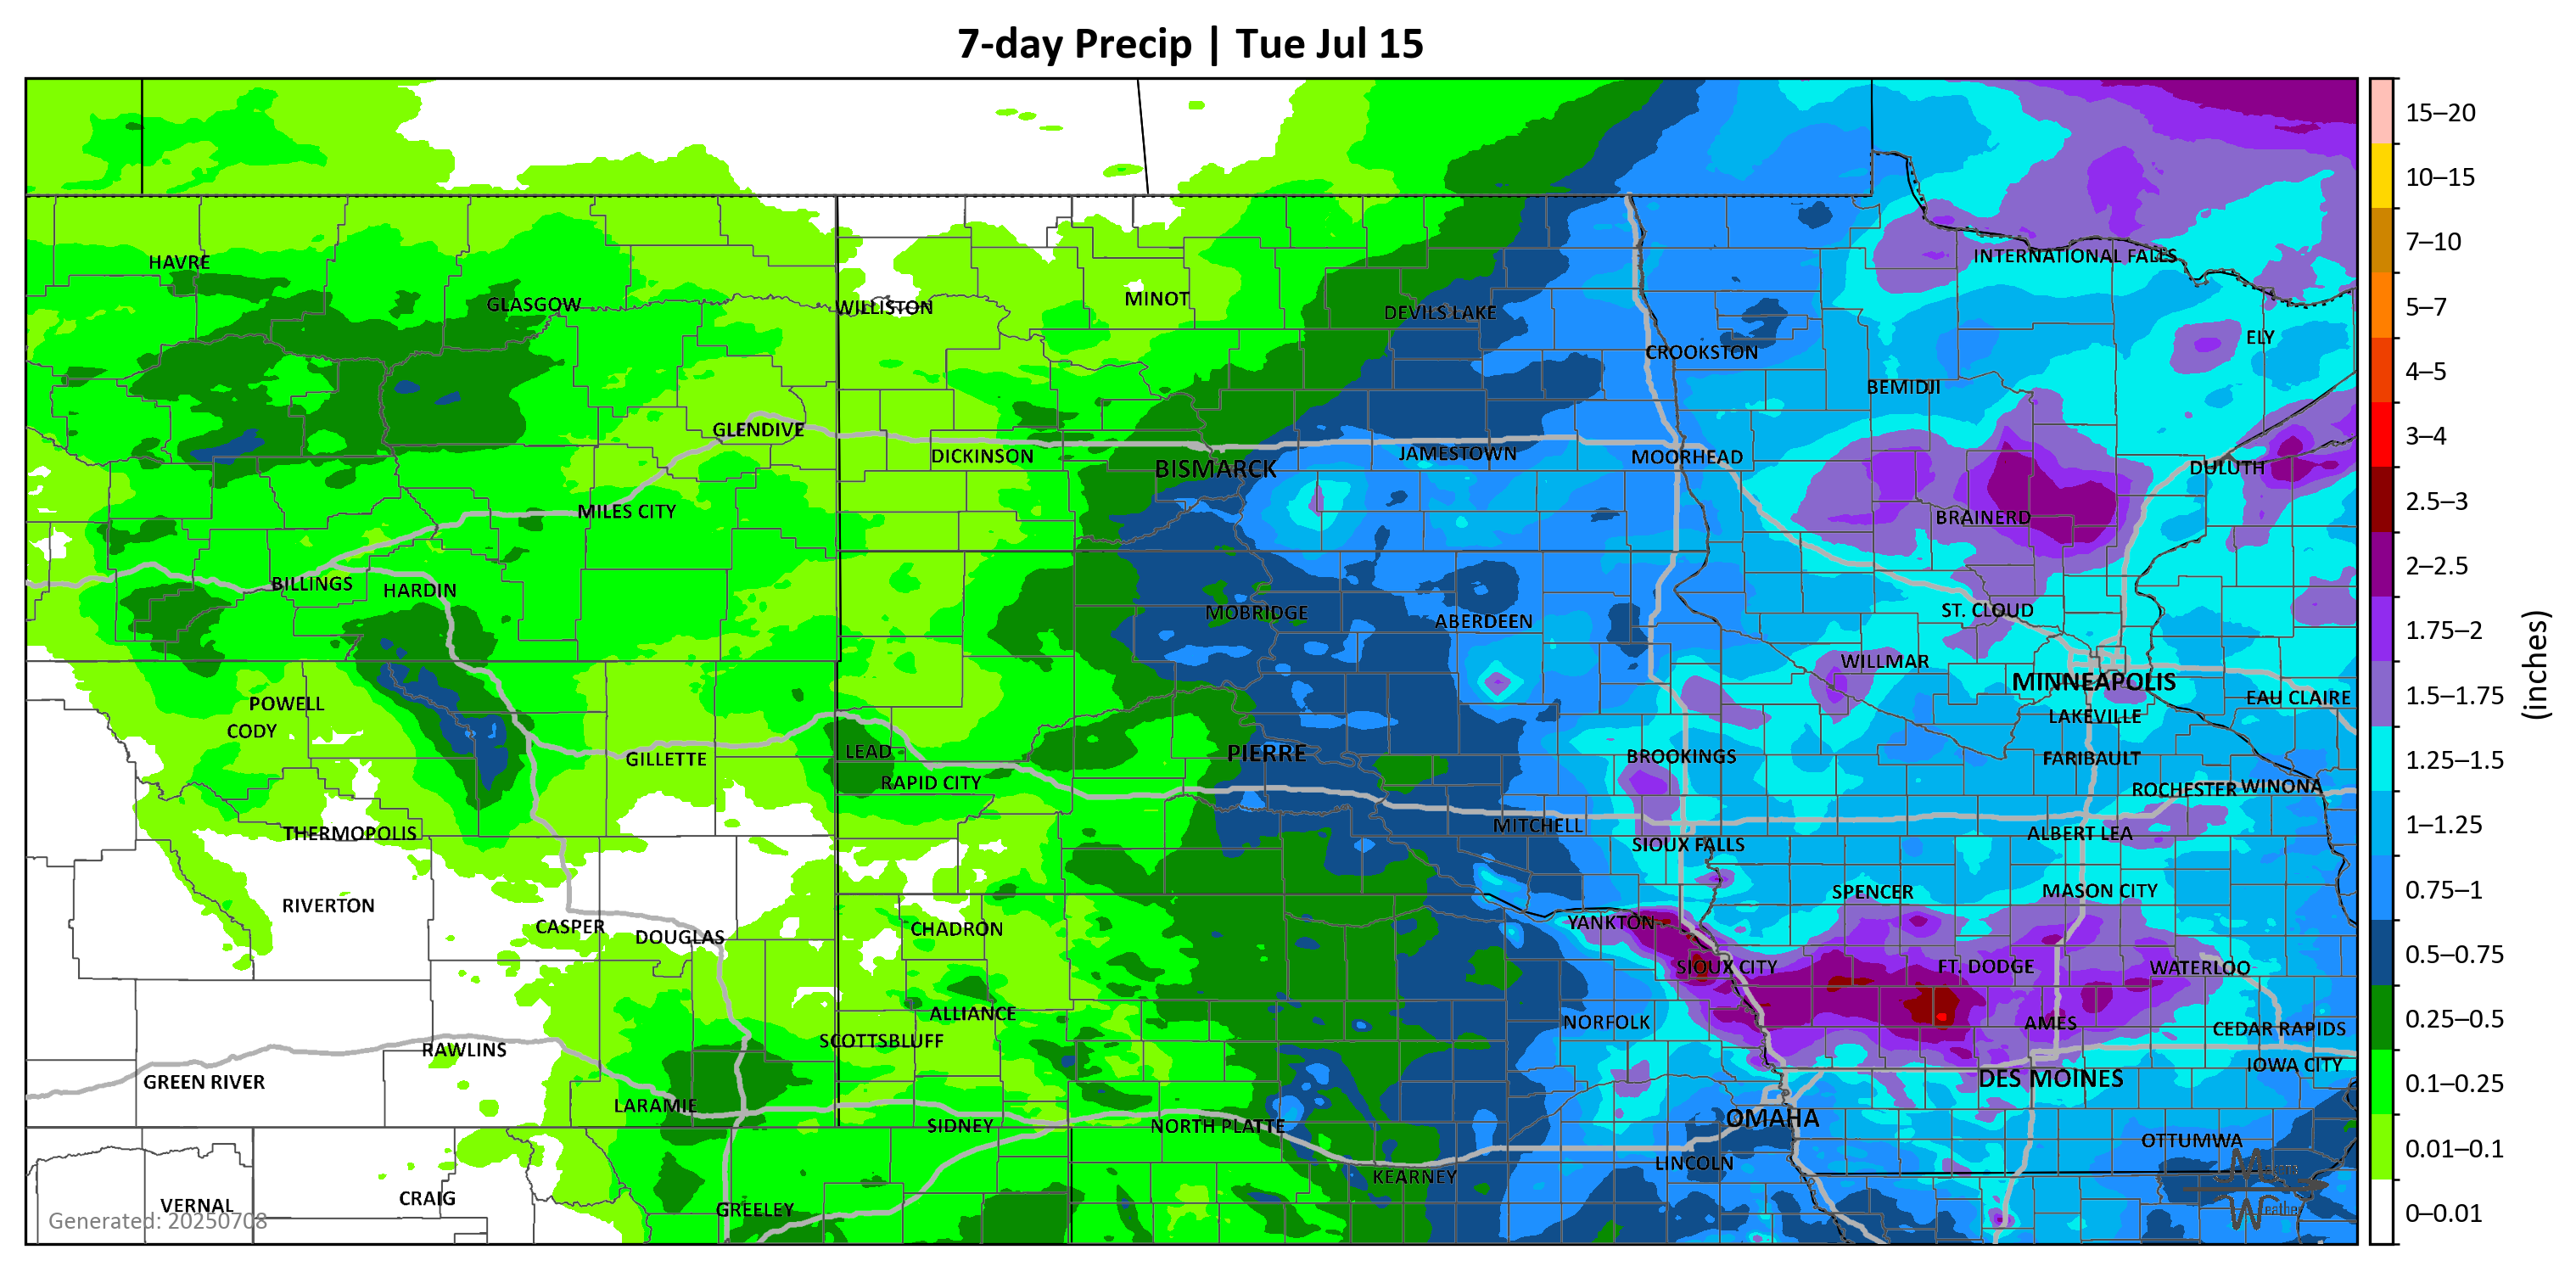 7-day Precip | Tue Jul 15
15–20
10–15
7–10
5–7
4–5
3–4
2.5–3
2–2.5
1.75–2
1.5–1.75
1.25–1.5
1–1.25
0.75–1
0.5–0.75
0.25–0.5
0.1–0.25
0.01–0.1
0–0.01
(inches)
HAVRE
INTERNATIONAL FALLS
GLASGOW
WILLISTON
MINOT
DEVILS LAKE
ELY
CROOKSTON
BEMIDJI
GLENDIVE
DICKINSON
BISMARCK
JAMESTOWN
MOORHEAD
DULUTH
MILES CITY
BRAINERD
BILLINGS
HARDIN
MOBRIDGE
ABERDEEN
ST. CLOUD
WILLMAR
MINNEAPOLIS
POWELL
EAU CLAIRE
CODY
LAKEVILLE
GILLETTE
LEAD
PIERRE
BROOKINGS
FARIBAULT
RAPID CITY
ROCHESTER
WINONA
THERMOPOLIS
MITCHELL
ALBERT LEA
SIOUX FALLS
RIVERTON
SPENCER
MASON CITY
CASPER
DOUGLAS
CHADRON
YANKTON
SIOUX CITY
FT. DODGE
WATERLOO
ALLIANCE
NORFOLK
AMES
SCOTTSBLUFF
CEDAR RAPIDS
RAWLINS
IOWA CITY
GREEN RIVER
DES MOINES
LARAMIE
SIDNEY
NORTH PLATTE
OMAHA
OTTUMWA
LINCOLN
KEARNEY
VERNAL
CRAIG
GREELEY
Generated: 20250708
Weather